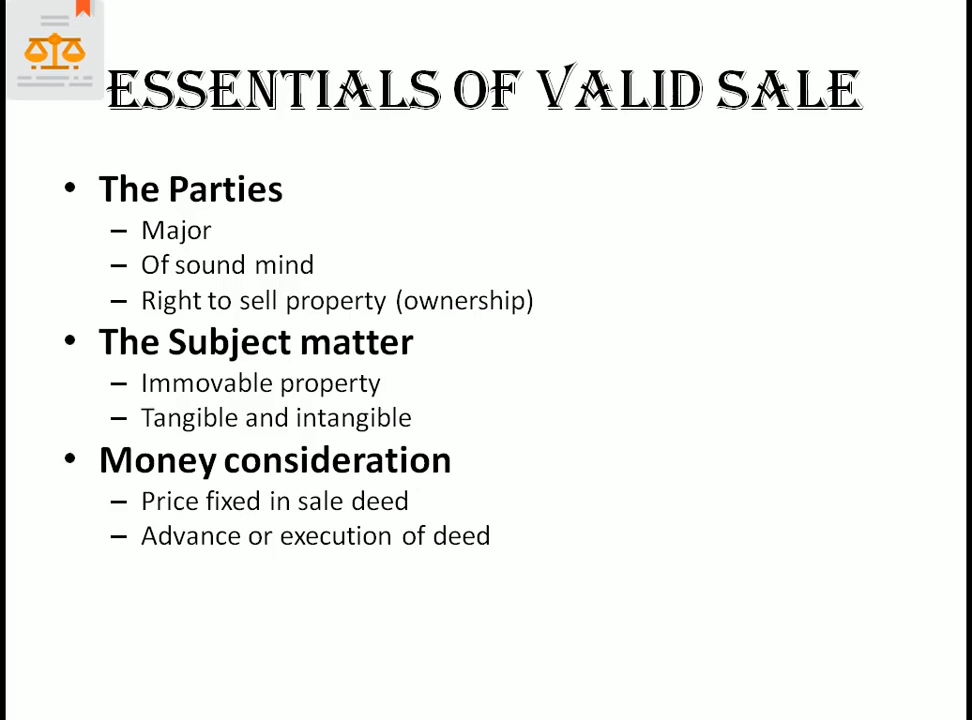 ESSENTIALS OF VALID SALE
• The Parties
– Major
– Of sound mind
– Right to sell property (ownership)
• The Subject matter
– Immovable property
– Tangible and intangible
• Money consideration
– Price fixed in sale deed
– Advance or execution of deed